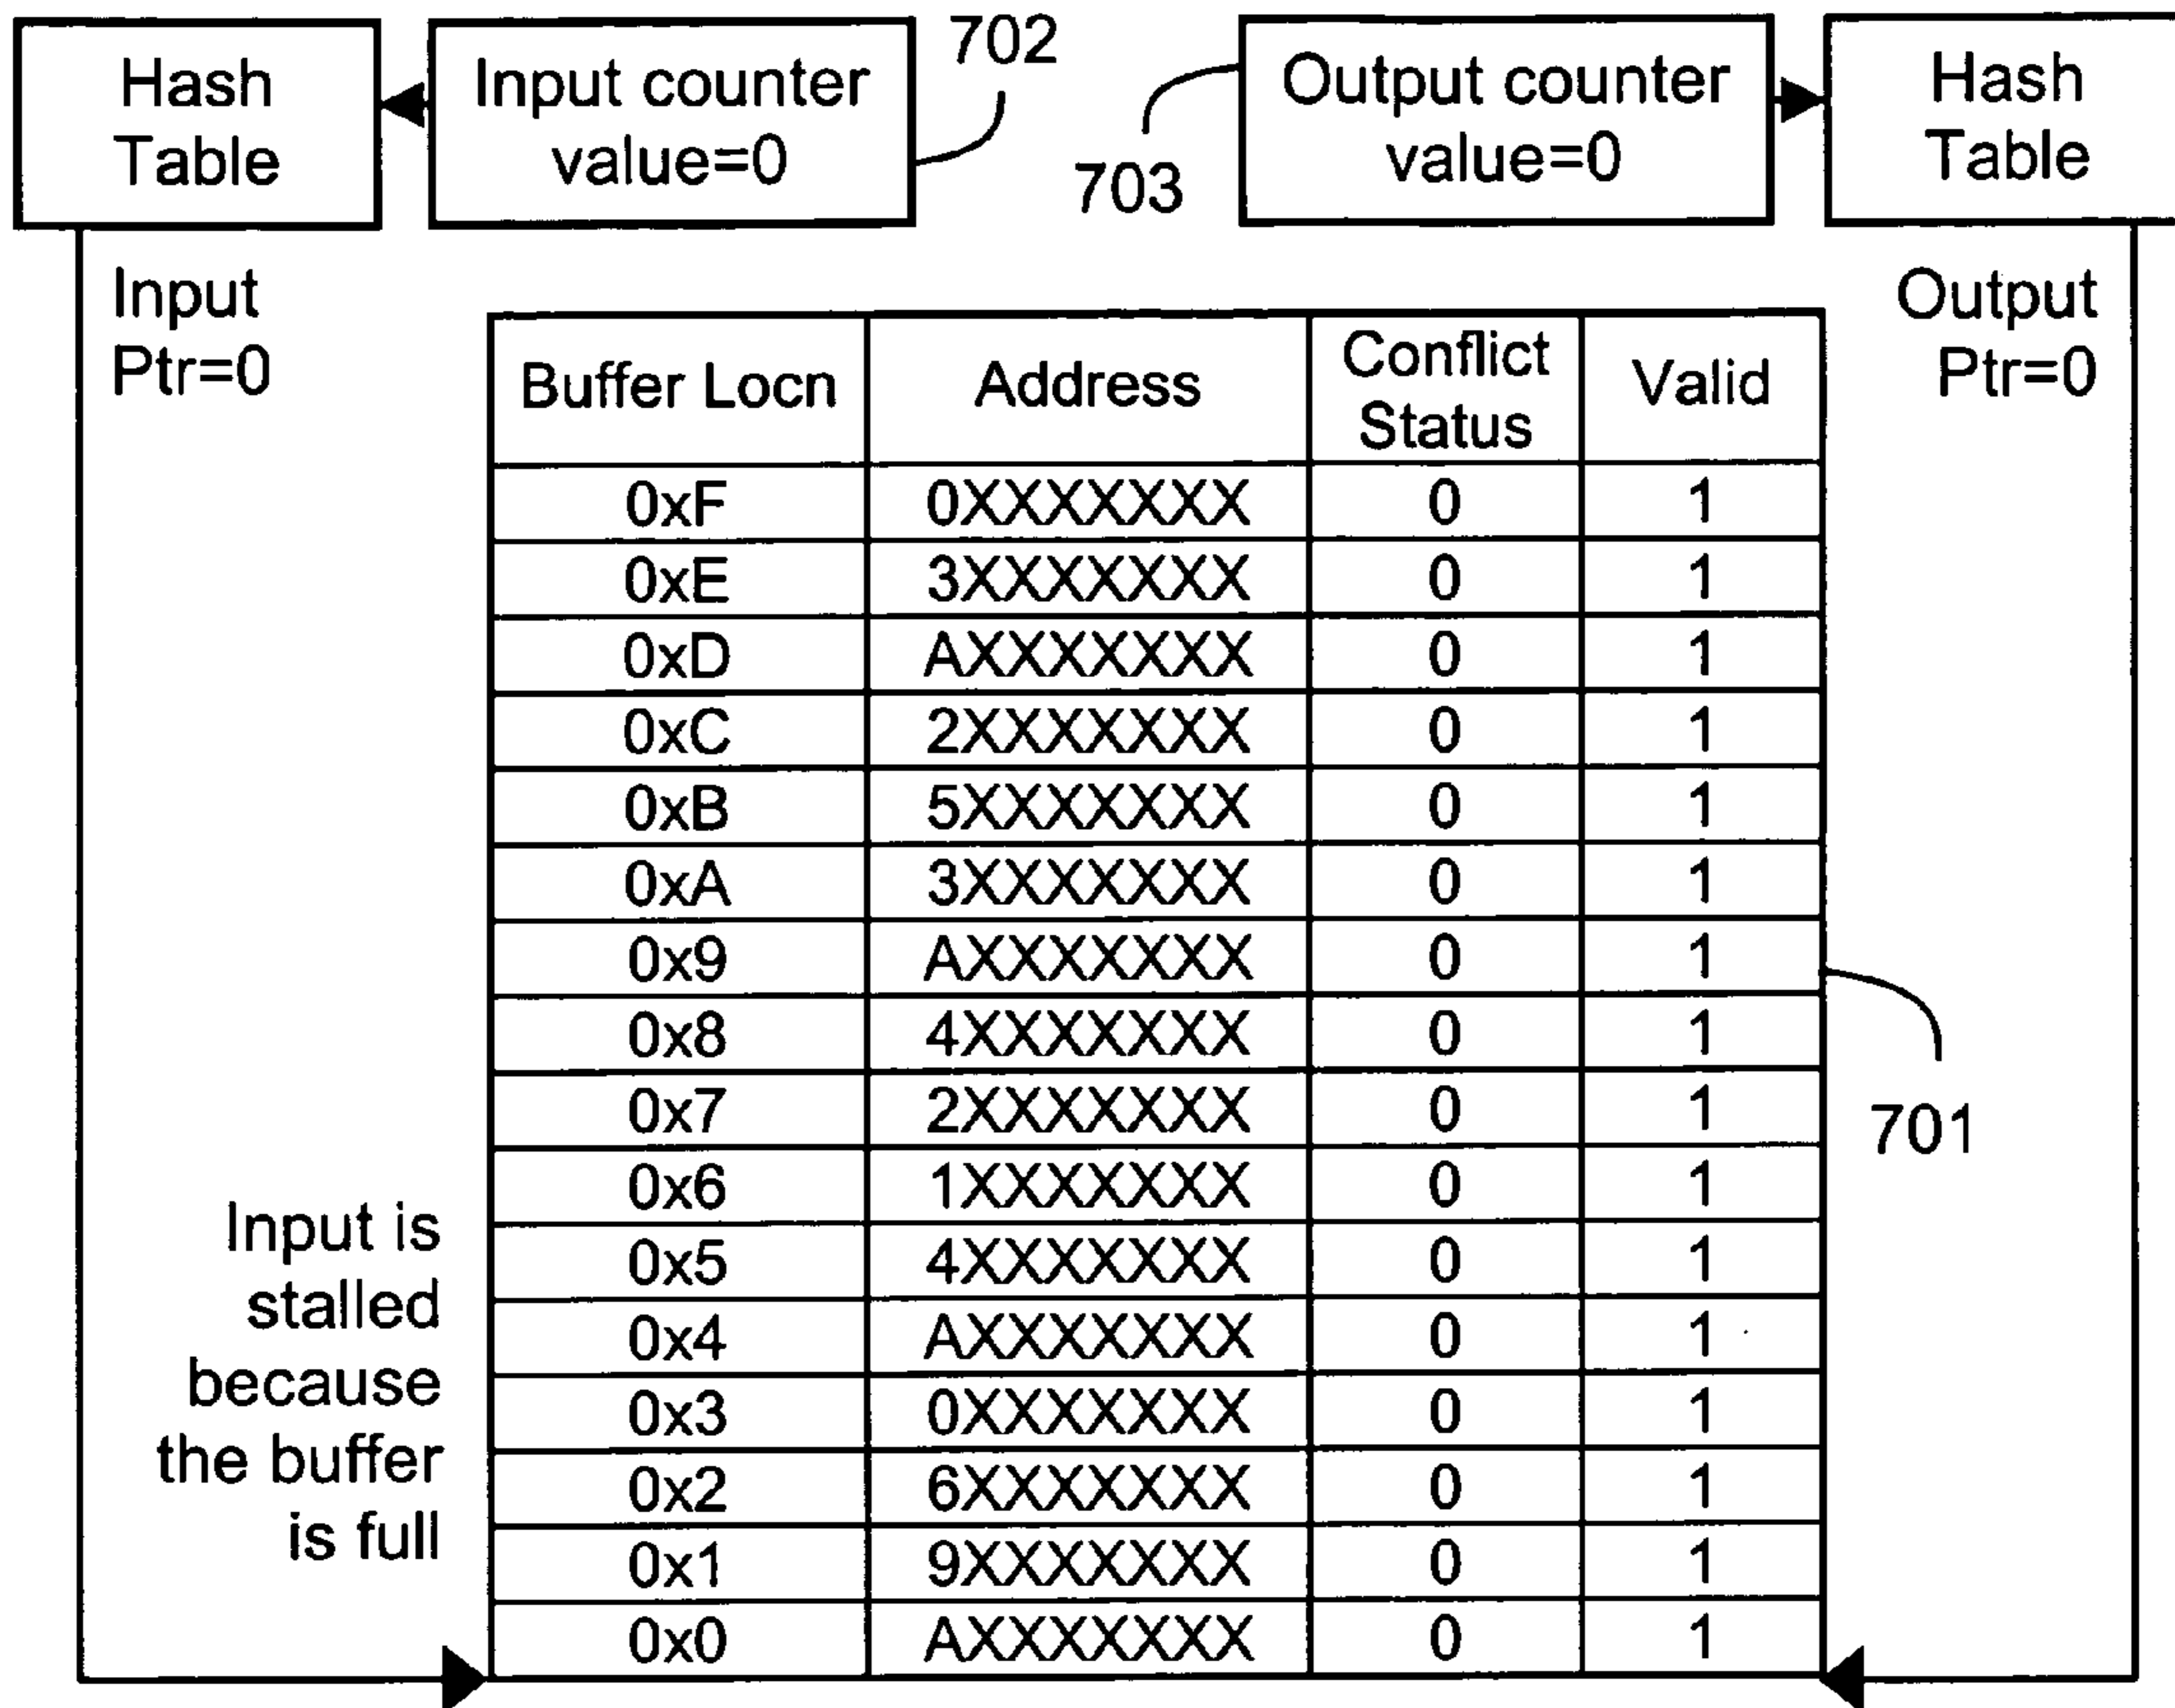 Hash
Table
Input counter
value=0
702
703
Output counter
value=0
Hash
Table
Input
Ptr=0
Output
Ptr=0
Buffer Locn Address Conflict Status Valid
0xF 0XXXXXXX 0 1
0xE 3XXXXXXX 0 1
0xD AXXXXXXX 0 1
0xC 2XXXXXXX 0 1
0xB 5XXXXXXX 0 1
0xA 3XXXXXXX 0 1
0x9 AXXXXXXX 0 1
0x8 4XXXXXXX 0 1
0x7 2XXXXXXX 0 1
0x6 1XXXXXXX 0 1
0x5 4XXXXXXX 0 1
0x4 AXXXXXXX 0 1
0x3 0XXXXXXX 0 1
0x2 6XXXXXXX 0 1
0x1 9XXXXXXX 0 1
0x0 AXXXXXXX 0 1
701
Input is
stalled
because
the buffer
is full